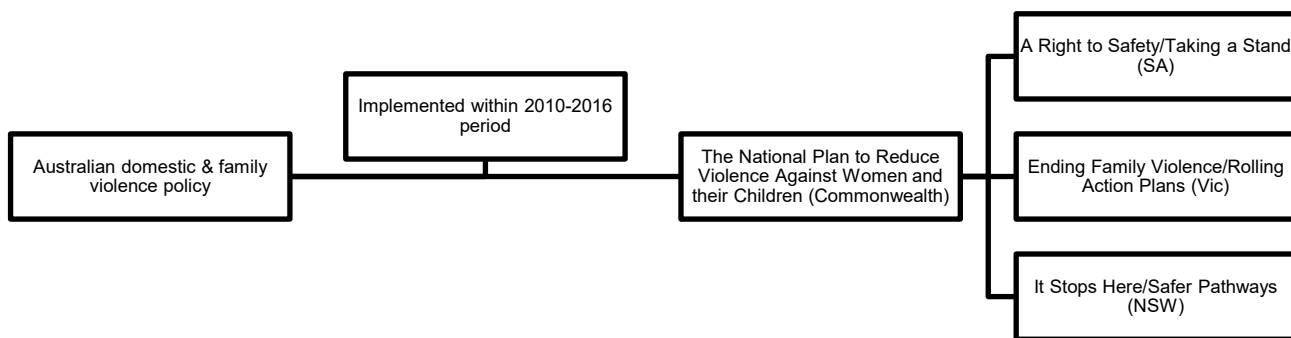 Australian domestic & family
violence policy
Implemented within 2010-2016
period
The National Plan to Reduce
Violence Against Women and
their Children (Commonwealth)
A Right to Safety/Taking a Stand
(SA)
Ending Family Violence/Rolling
Action Plans (Vic)
It Stops Here/Safer Pathways
(NSW)